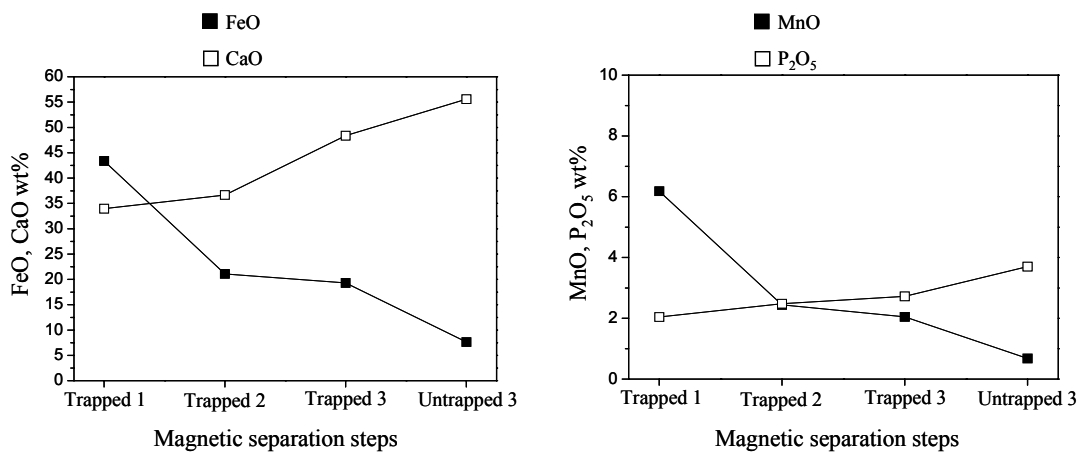 FeO
CaO
FeO, CaO wt%
60
55
50
45
40
35
30
25
20
15
10
5
0
Trapped 1 Trapped 2 Trapped 3 Untrapped 3
Magnetic separation steps
MnO
P₂O₅
MnO, P₂O₅ wt%
10
8
6
4
2
0
Trapped 1 Trapped 2 Trapped 3 Untrapped 3
Magnetic separation steps